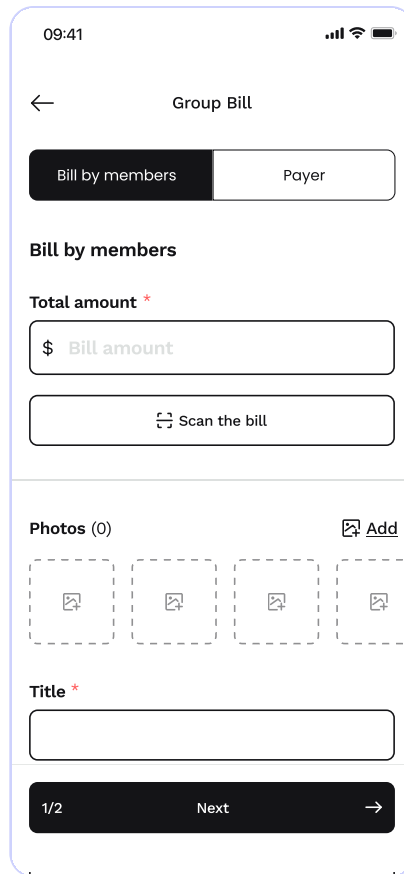 09:41
Group Bill
Bill by members
Payer
Bill by members
Total amount *
$ Bill amount
Scan the bill
Photos (0)
Add
Title *
1/2
Next